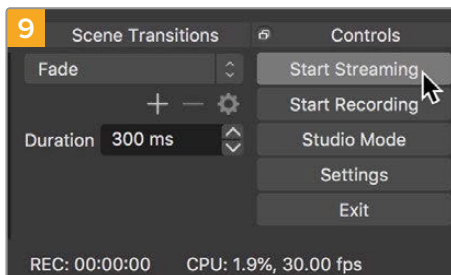 9
Scene Transitions
Controls
Fade
Start Streaming
Start Recording
Duration 300 ms
Studio Mode
Settings
Exit
REC: 00:00:00 CPU: 1.9%, 30.00 fps